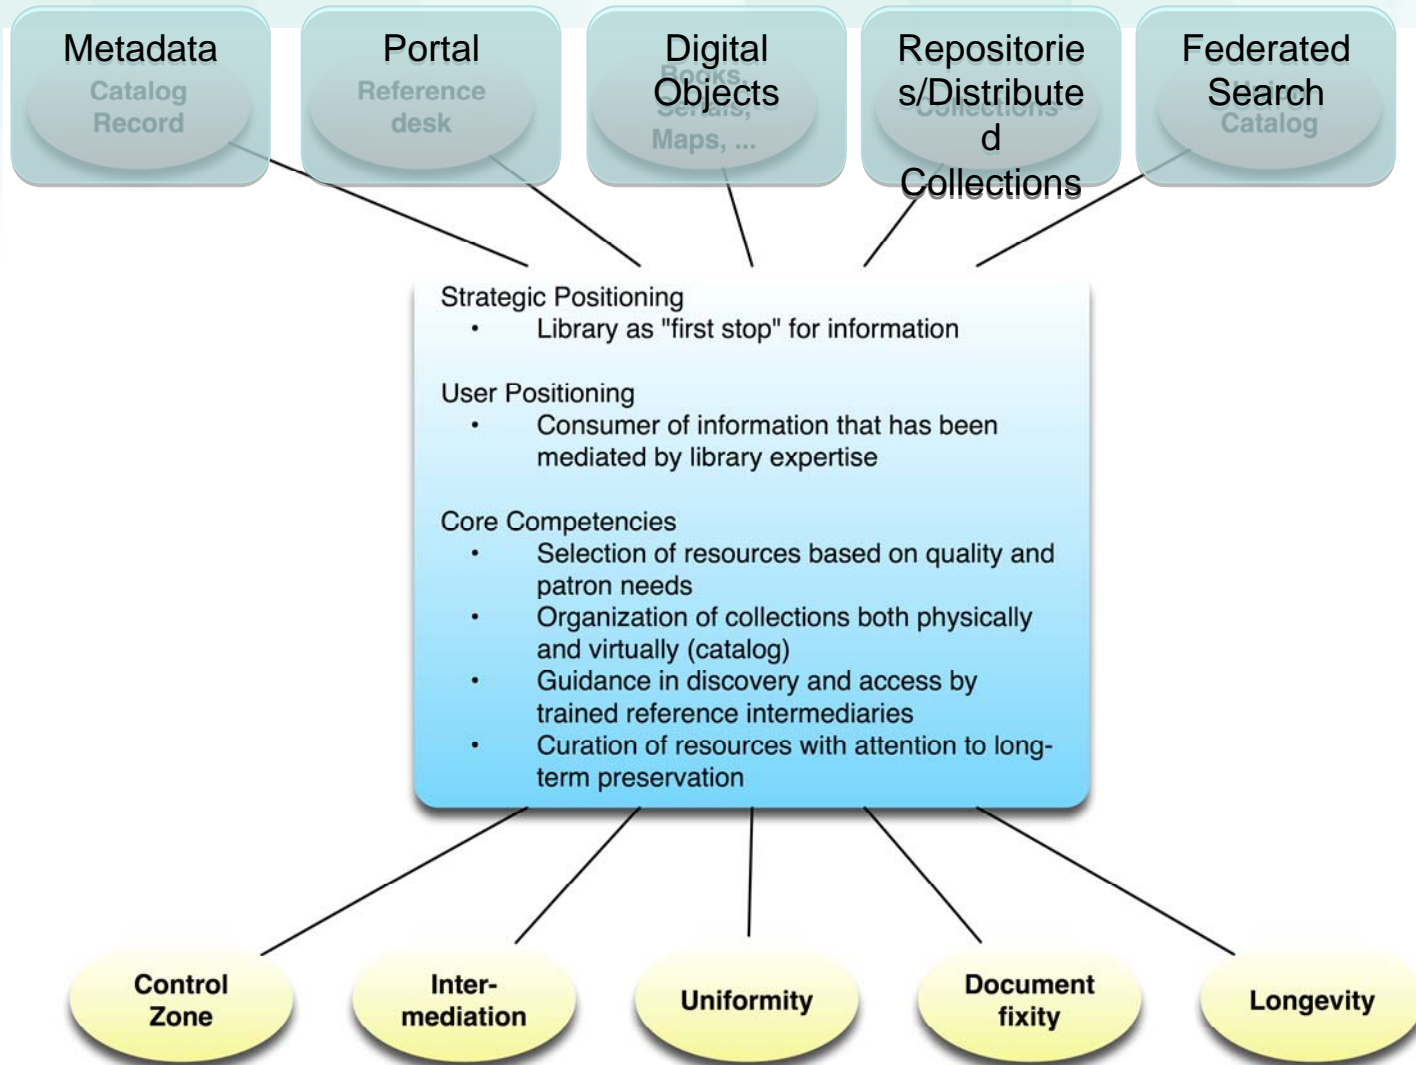 Metadata
Catalog
Record
Portal
Reference
desk
Digital
Objects
Books,
Serials,
Maps, ...
Repositorie
s/Distribute
d
Collections
Collections
Federated
Search
Catalog
Strategic Positioning
• Library as "first stop" for information
User Positioning
• Consumer of information that has been
mediated by library expertise
Core Competencies
• Selection of resources based on quality and
patron needs
• Organization of collections both physically
and virtually (catalog)
• Guidance in discovery and access by
trained reference intermediaries
• Curation of resources with attention to long-
term preservation
Control
Zone
Inter-
mediation
Uniformity
Document
fixity
Longevity